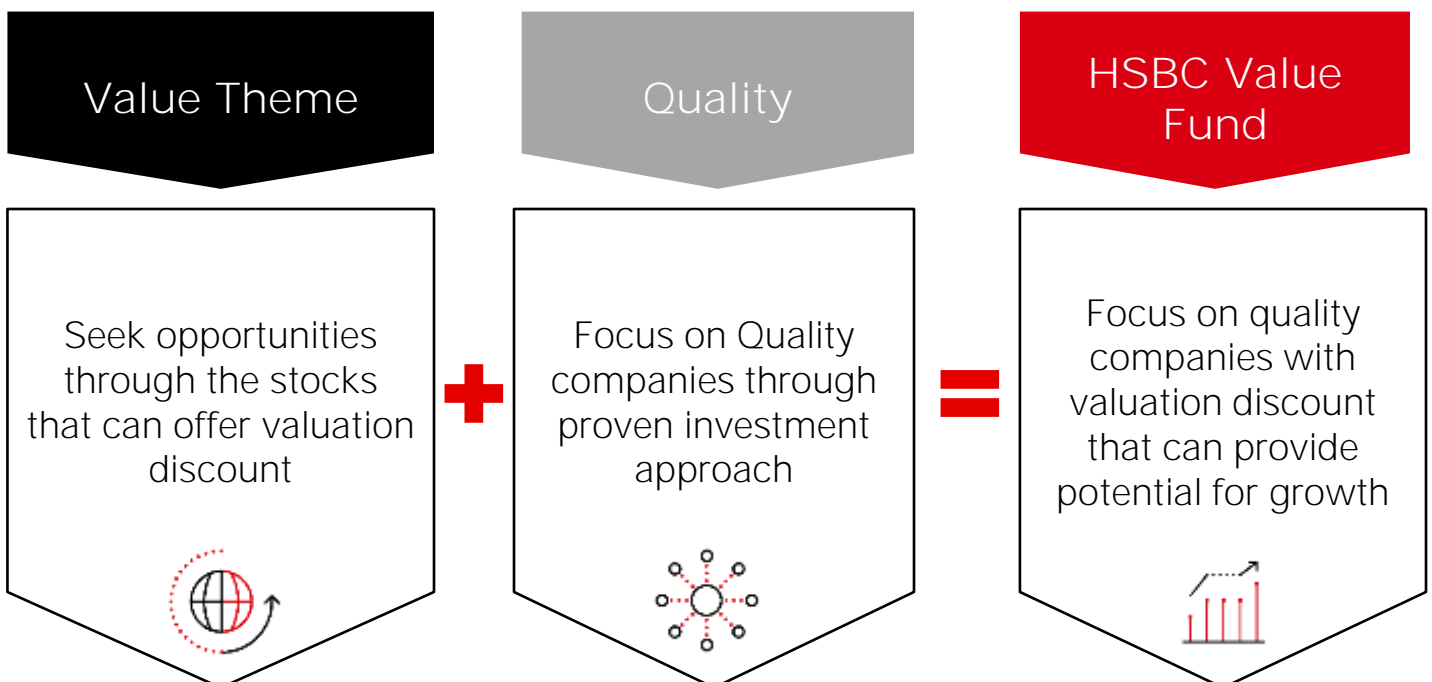 Value Theme
Seek opportunities
through the stocks
that can offer valuation
discount
Quality
Focus on Quality
companies through
proven investment
approach
HSBC Value
Fund
Focus on quality
companies with
valuation discount
that can provide
potential for growth